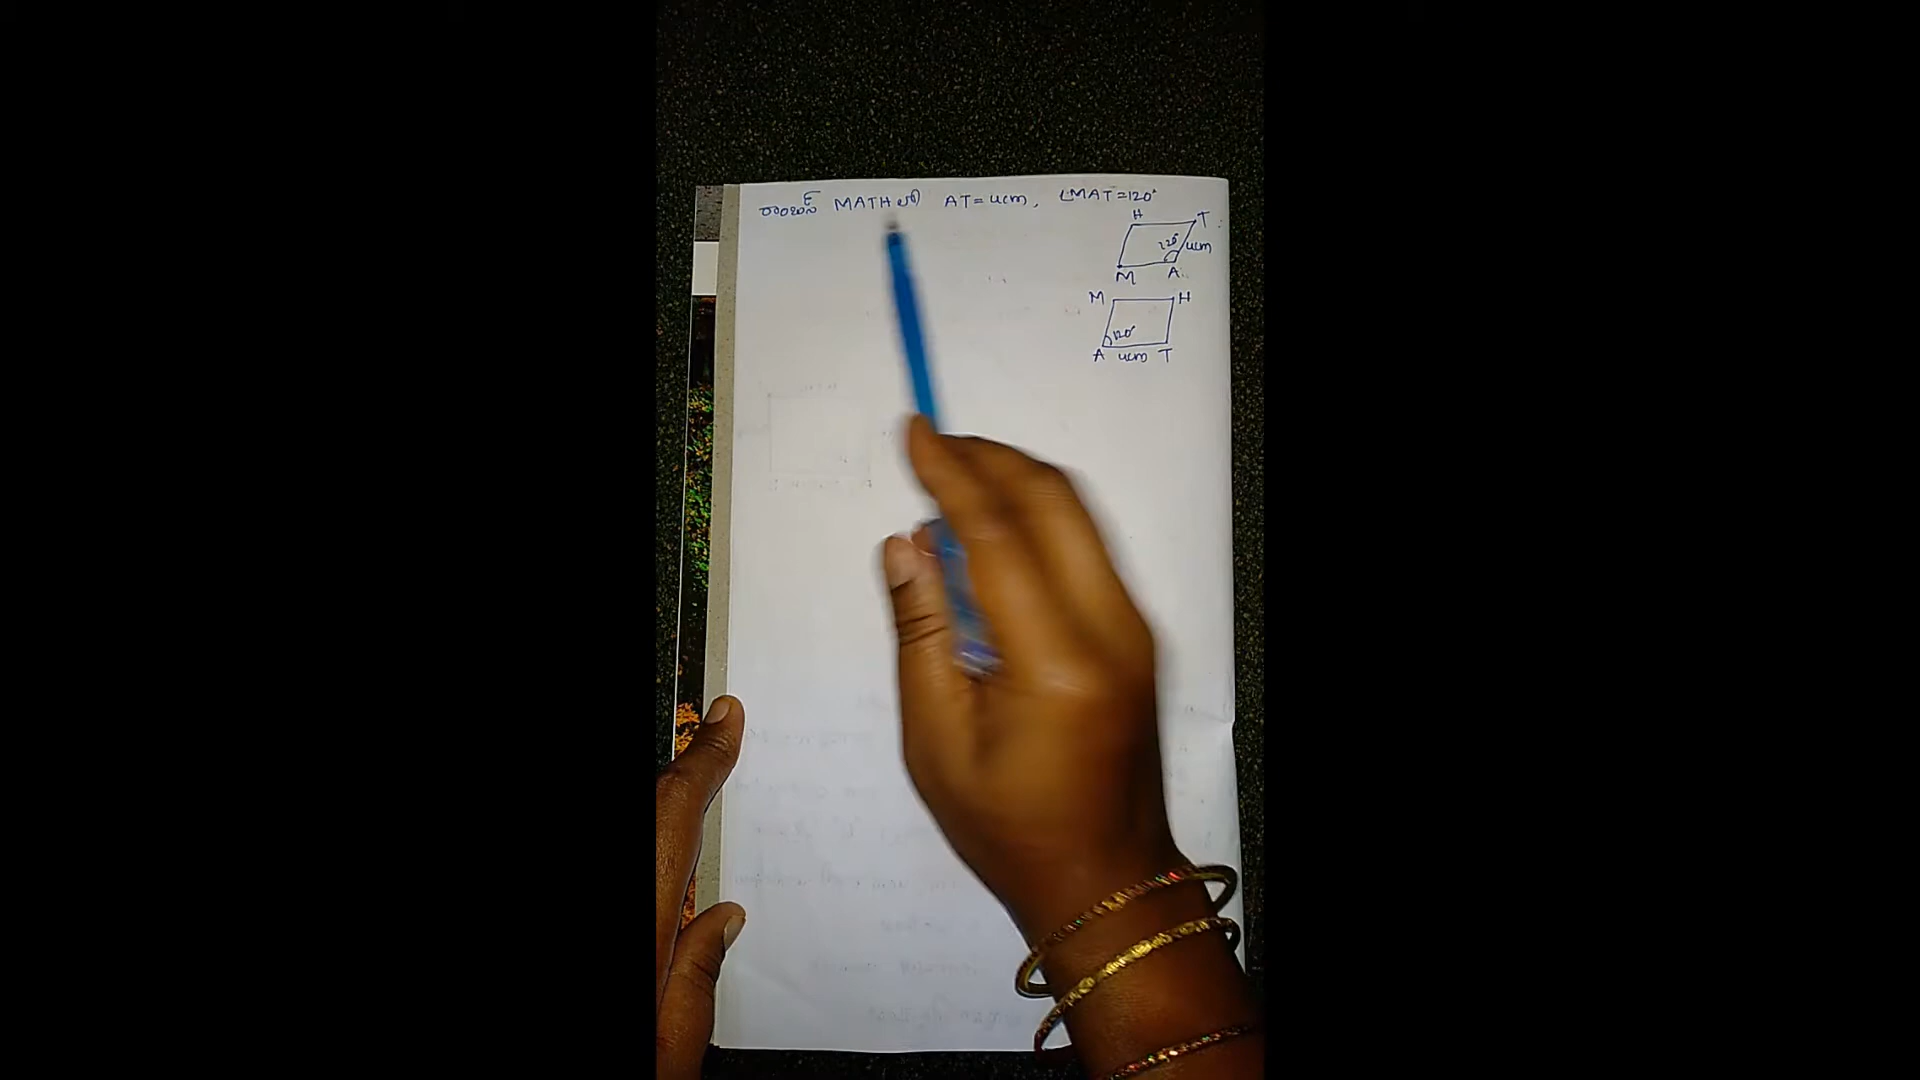 MATH ൽ AT = 4cm, ∠MAT = 120°
H T
120° 4cm
M A
M H
120°
A 4cm T